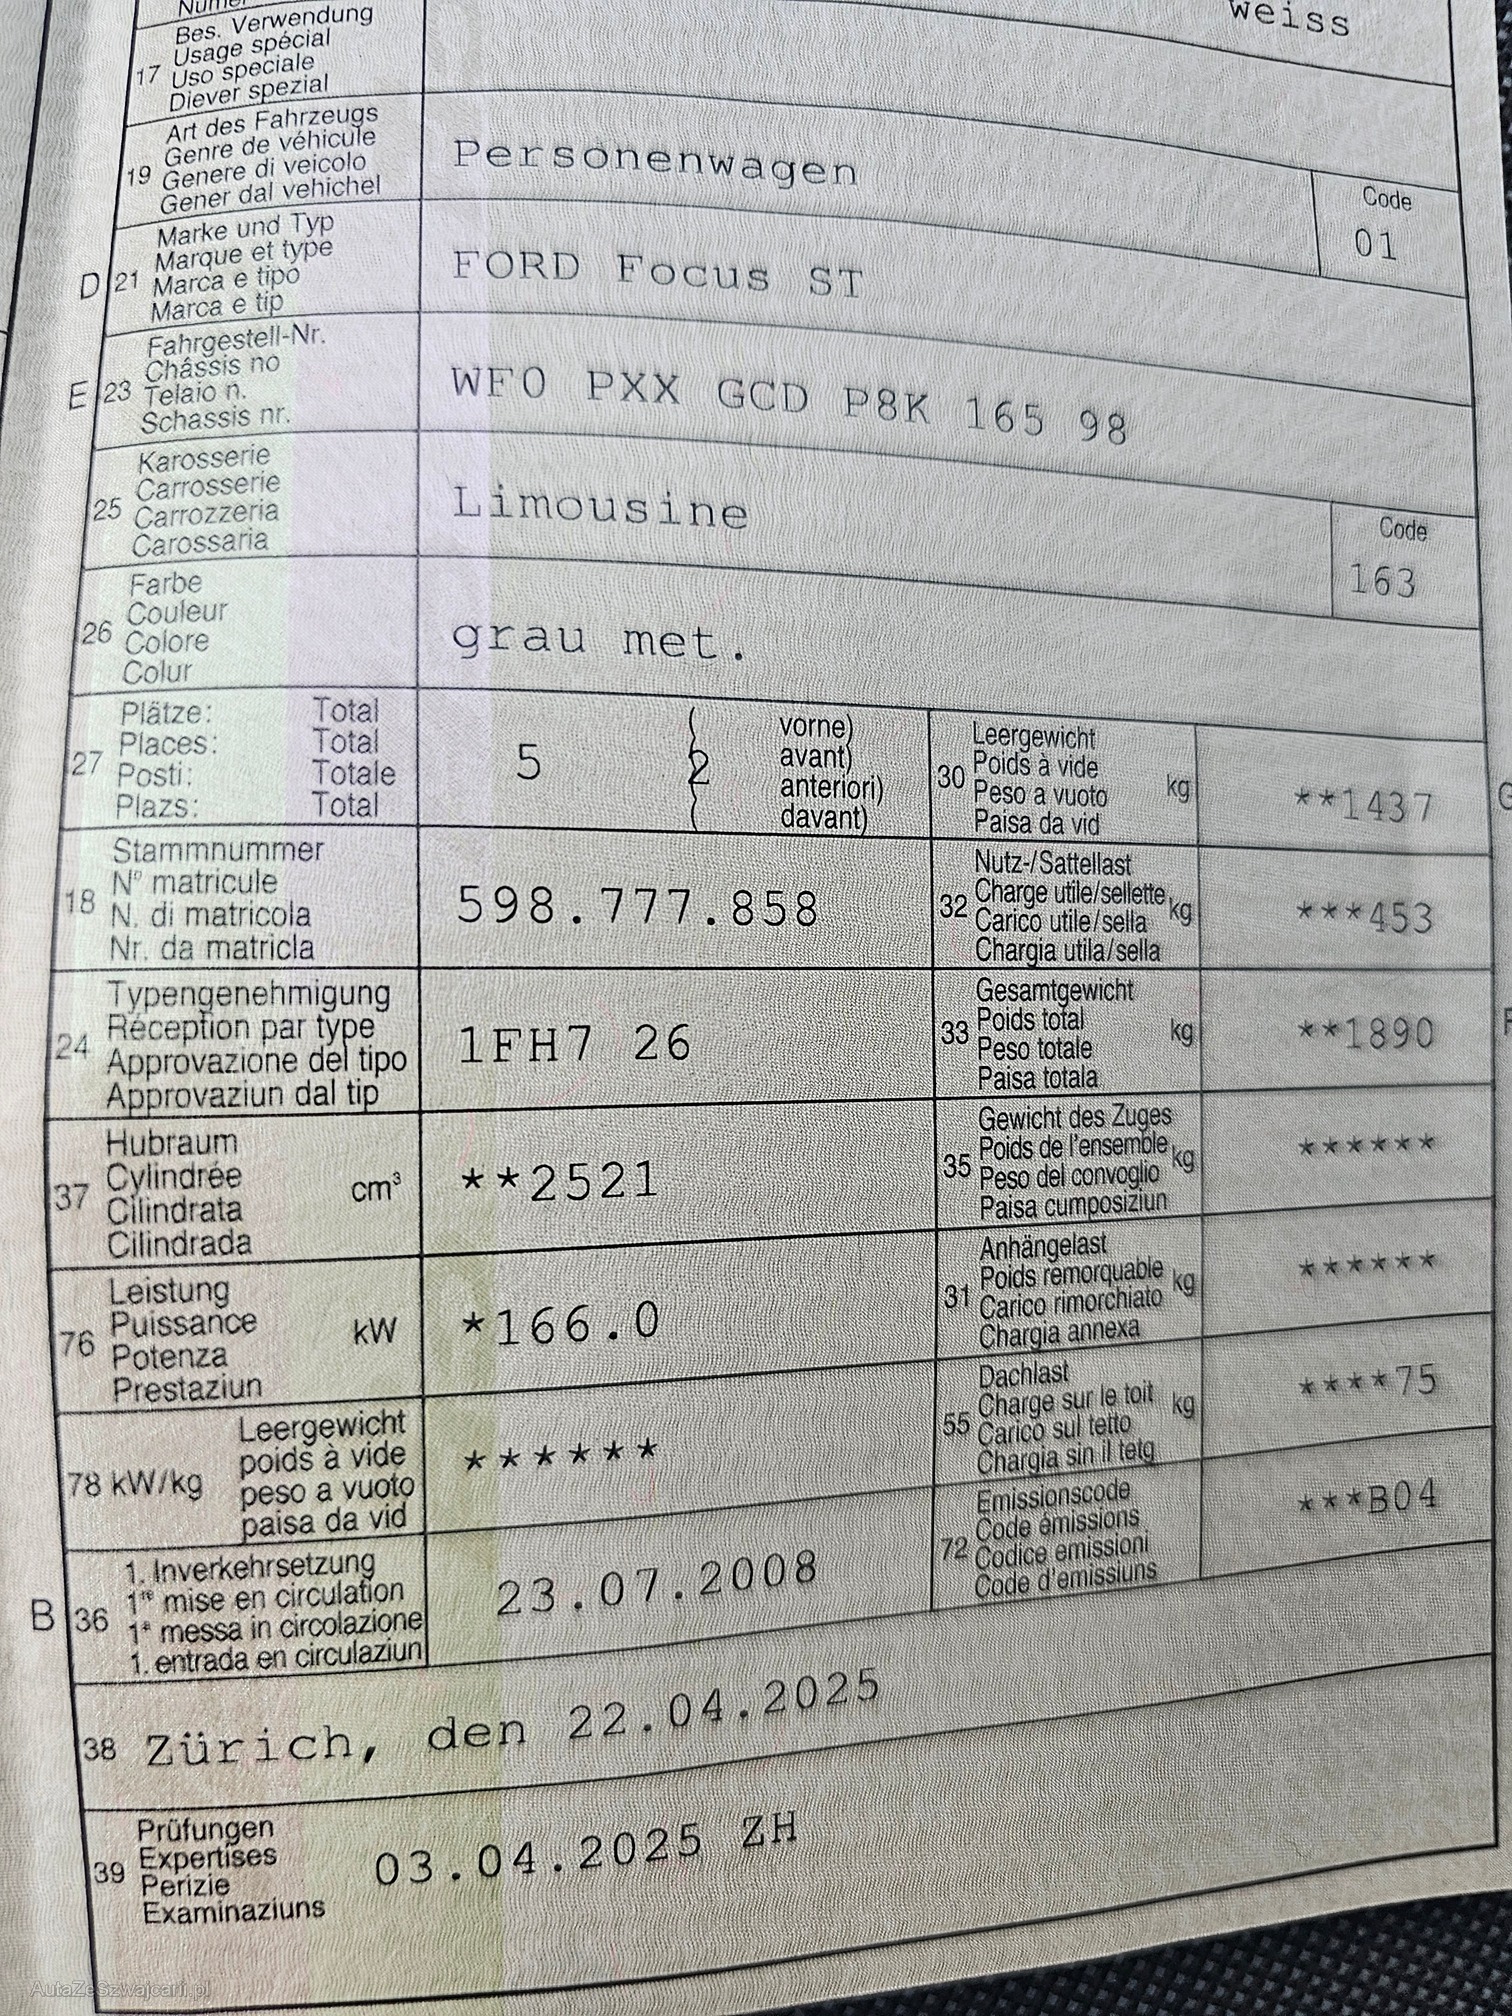 weiss
17 Bes. Verwendung
Usage spécial
Uso speciale
Diever spezial
19 Art des Fahrzeugs
Genre de véhicule
Genere di veicolo
Gener dal vehichel
Personenwagen
Code
01
D 21 Marke und Typ
Marque et type
Marca e tipo
Marca e tip
FORD Focus ST
E 23 Fahrgestell-Nr.
Châssis no
Telaio n.
Schassis nr.
WF0 PXX GCD P8K 165 98
25 Karosserie
Carrosserie
Carrozzeria
Carossaria
Limousine
Code
163
26 Farbe
Couleur
Colore
Colur
grau met.
27 Plätze: Total
Places: Total
Posti: Totale
Plazs: Total
5 2
vorne)
avant)
anteriori)
davant)
30 Leergewicht
Poids à vide
Peso a vuoto
Paisa da vid
kg
**1437
18 Stammnummer
N° matricule
N. di matricola
Nr. da matricla
598.777.858
32 Nutz-/Sattellast
Charge utile/sellette
Carico utile/sella
Chargia utila/sella
kg
***453
24 Typengenehmigung
Réception par type
Approvazione del tipo
Approvaziun dal tip
1FH7 26
33 Gesamtgewicht
Poids total
Peso totale
Paisa totala
kg
**1890
37 Hubraum
Cylindrée
Cilindrata
Cilindrada
cm³
**2521
35 Gewicht des Zuges
Poids de l'ensemble
Peso del convoglio
Paisa cumposiziun
kg
******
76 Leistung
Puissance
Potenza
Prestaziun
kW
*166.0
31 Anhängelast
Poids remorquable
Carico rimorchiato
Chargia annexa
kg
******
78 kW/kg
Leergewicht
poids à vide
peso a vuoto
paisa da vid
******
55 Dachlast
Charge sur le toit
Carico sul tetto
Chargia sin il tetg
kg
****75
B 36 1. Inverkehrsetzung
1re mise en circulation
1a messa in circolazione
1. entrada en circulaziun
23.07.2008
72 Emissionscode
Code émissions
Codice emissioni
Code d'emissiuns
***B04
38 Zürich, den 22.04.2025
39 Prüfungen
Expertises
Perizie
Examinaziuns
03.04.2025 ZH
AutaZeSzwajcarii.pl